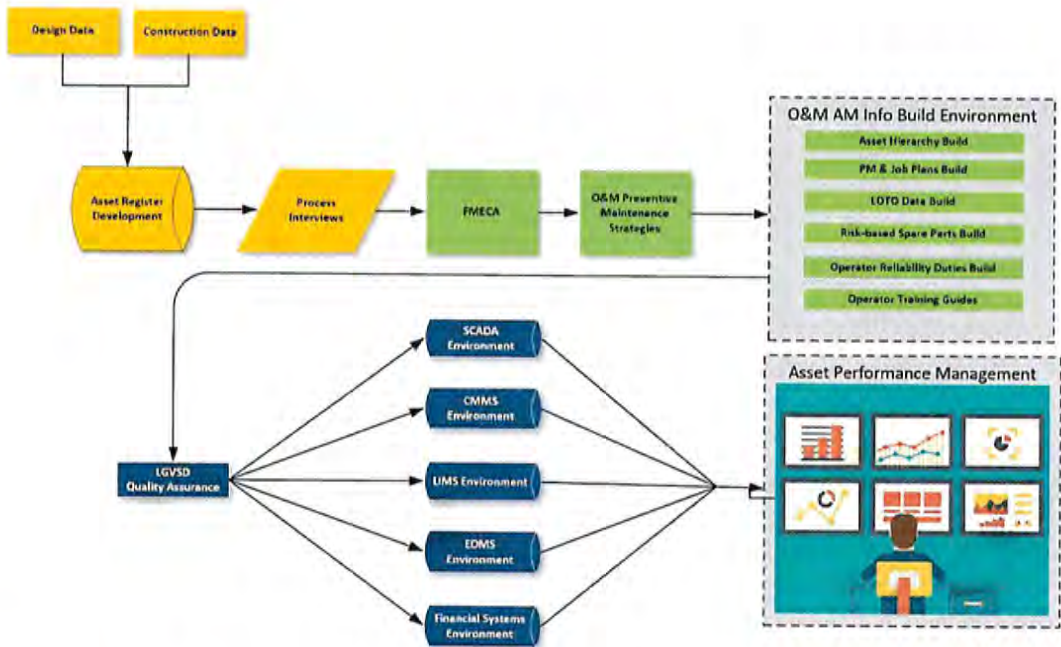 Design Data
Construction Data
O&M AM Info Build Environment
Asset Hierarchy Build
PM & Job Plans Build
LOTO Data Build
Risk-based Spare Parts Build
Operator Reliability Duties Build
Operator Training Guides
Asset Register
Development
Process
Interviews
FMECA
O&M Preventive
Maintenance
Strategies
SCADA
Environment
CMMS
Environment
LIMS Environment
EDMS
Environment
Financial Systems
Environment
LGVSD
Quality Assurance
Asset Performance Management